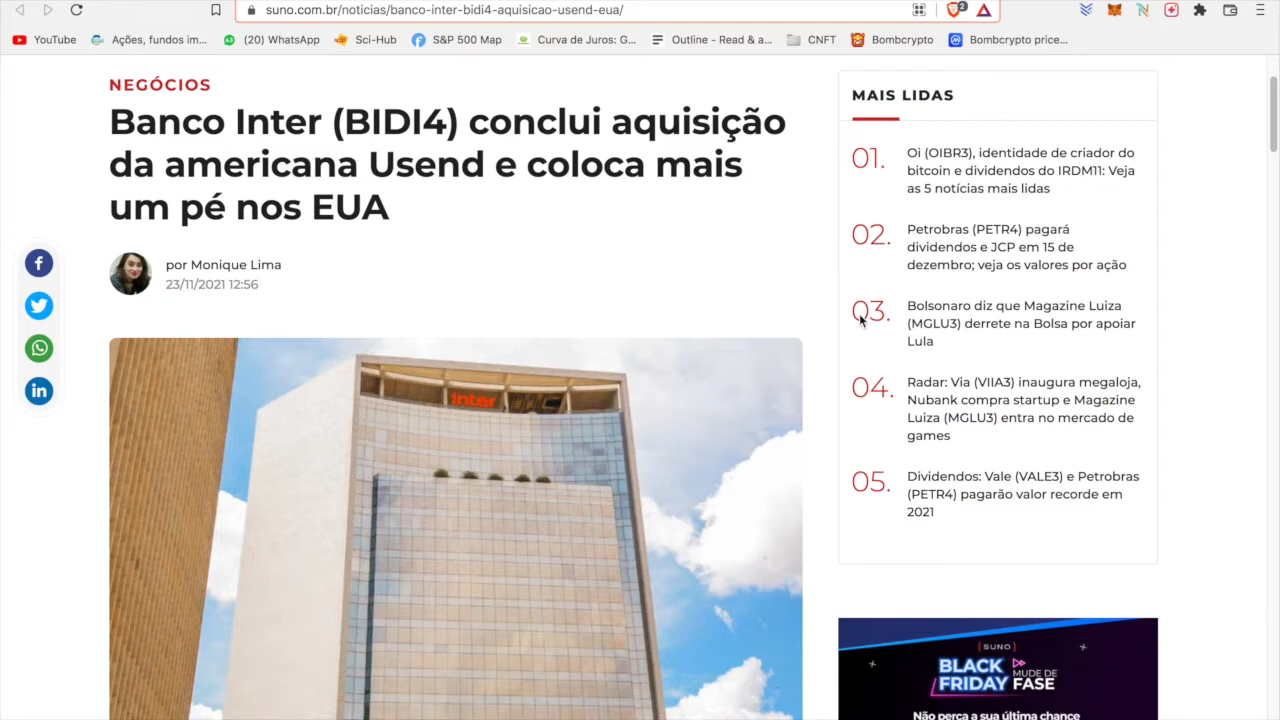 suno.com.br/noticias/banco-inter-bidi4-aquisicao-usend-eua/
2
YouTube
Ações, fundos im...
(20) WhatsApp
Sci-Hub
S&P 500 Map
Curva de Juros: G...
Outline - Read & a...
CNFT
Bombcrypto
Bombcrypto price...
NEGÓCIOS
Banco Inter (BIDI4) conclui aquisição
da americana Usend e coloca mais
um pé nos EUA
por Monique Lima
23/11/2021 12:56
inter
MAIS LIDAS
01.
Oi (OIBR3), identidade de criador do
bitcoin e dividendos do IRDM11: Veja
as 5 notícias mais lidas
02.
Petrobras (PETR4) pagará
dividendos e JCP em 15 de
dezembro; veja os valores por ação
03.
Bolsonaro diz que Magazine Luiza
(MGLU3) derrete na Bolsa por apoiar
Lula
04.
Radar: Via (VIIA3) inaugura megaloja,
Nubank compra startup e Magazine
Luiza (MGLU3) entra no mercado de
games
05.
Dividendos: Vale (VALE3) e Petrobras
(PETR4) pagarão valor recorde em
2021
[SUNO]
BLACK
FRIDAY
MUDE DE
FASE
Não perca a sua última chance